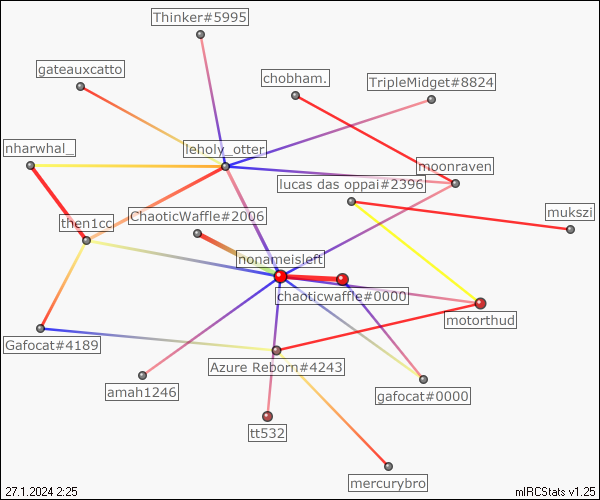 Thinker#5995
gateauxcatto
chobham.
TripleMidget#8824
nharwhal_
leholy_otter
moonraven
lucas das oppai#2396
mukszi
ChaoticWaffle#2006
then1cc
nonameisleft
chaoticwaffle#0000
motorthud
Gafocat#4189
Azure Reborn#4243
amah1246
gafocat#0000
tt532
mercurybro
27.1.2024 2:25
mIRCStats v1.25